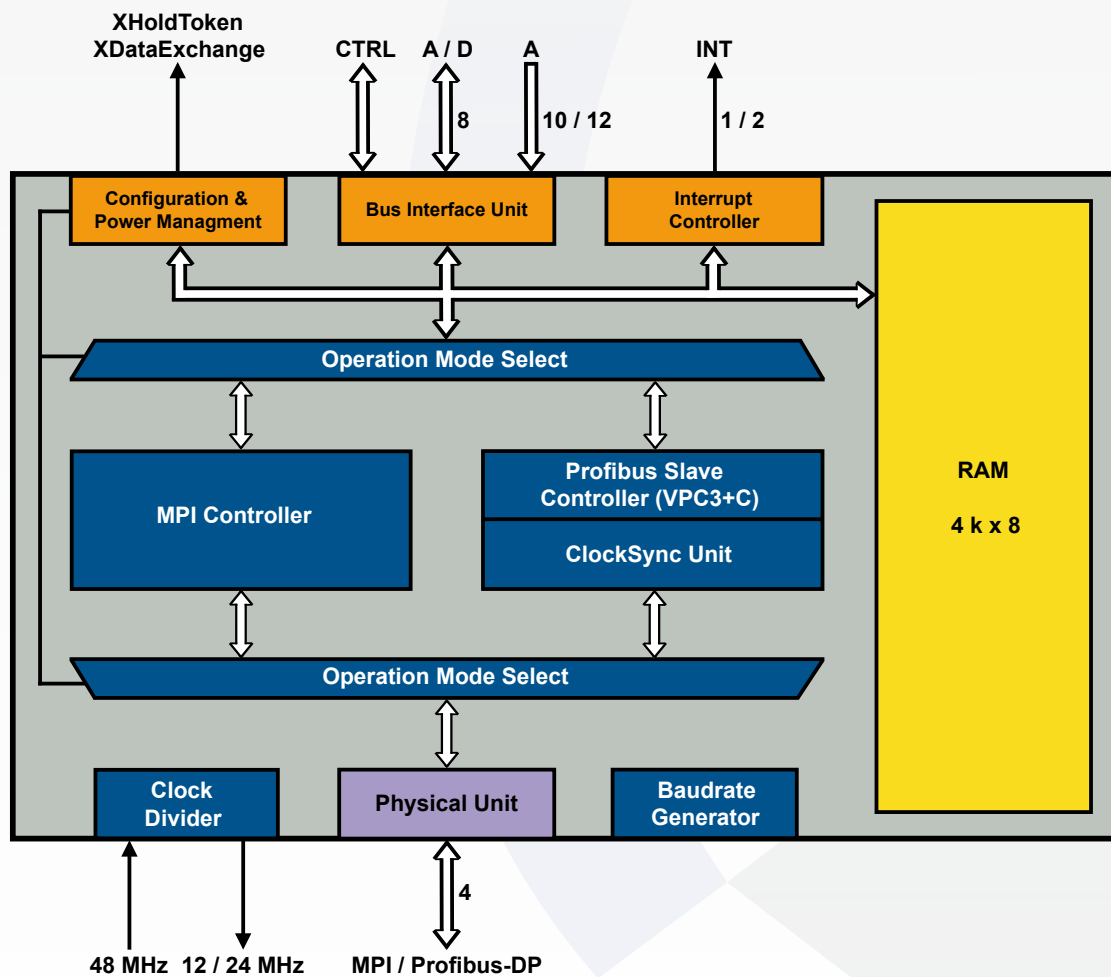 XHoldToken
XDataExchange
CTRL
A / D
A
INT
8
10 / 12
1 / 2
Configuration &
Power Managment
Bus Interface Unit
Interrupt
Controller
Operation Mode Select
MPI Controller
Profibus Slave
Controller (VPC3+C)
ClockSync Unit
RAM
4 k x 8
Operation Mode Select
Clock
Divider
Physical Unit
Baudrate
Generator
4
48 MHz
12 / 24 MHz
MPI / Profibus-DP